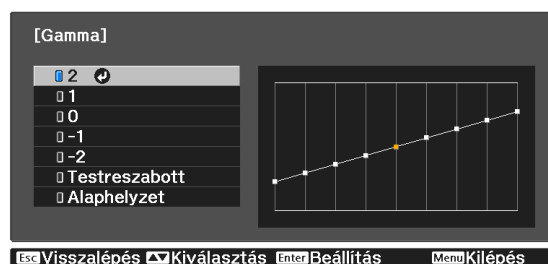 [Gamma]
2
1
0
-1
-2
Testreszabott
Alaphelyzet
Esc Visszalépés Kiválasztás Enter Beállítás Menu Kilépés